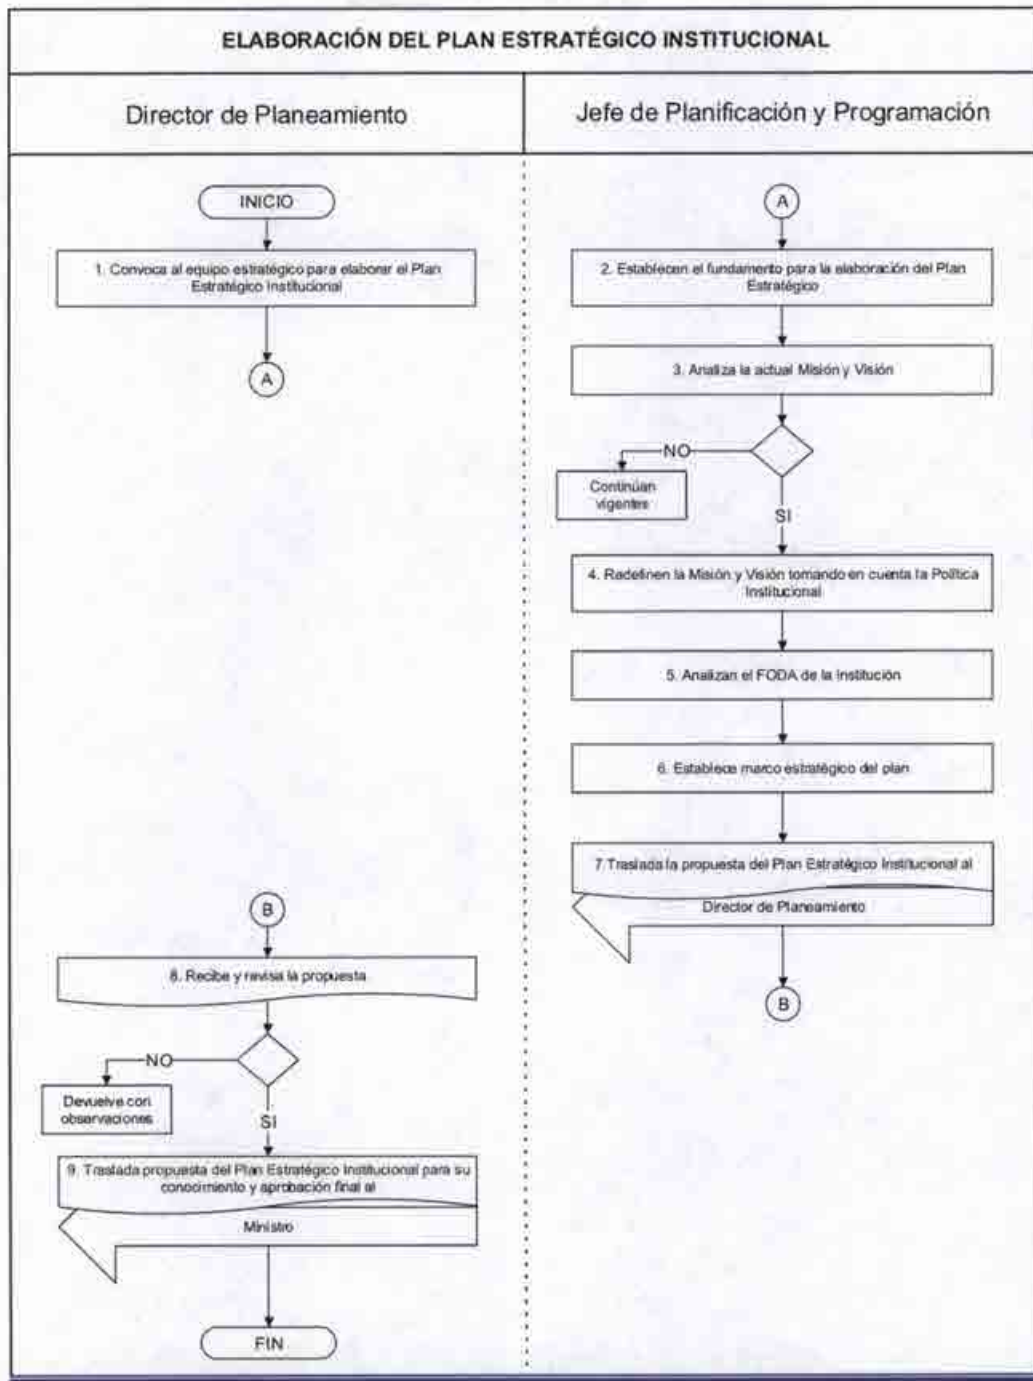 ELABORACIÓN DEL PLAN ESTRATÉGICO INSTITUCIONAL
Director de Planeamiento
Jefe de Planificación y Programación
INICIO
1. Convoca al equipo estratégico para elaborar el Plan
Estratégico Institucional
A
A
2. Establecen el fundamento para la elaboración del Plan
Estratégico
3. Analiza la actual Misión y Visión
NO
Continúan
vigentes
SI
4. Redefinen la Misión y Visión tomando en cuenta la Política
Institucional
5. Analizan el FODA de la Institución
6. Establece marco estratégico del plan
7. Traslada la propuesta del Plan Estratégico Institucional al
Director de Planeamiento
B
B
8. Recibe y revisa la propuesta
NO
Devuelve con
observaciones
SI
9. Traslada propuesta del Plan Estratégico Institucional para su
conocimiento y aprobación final al
Ministro
FIN